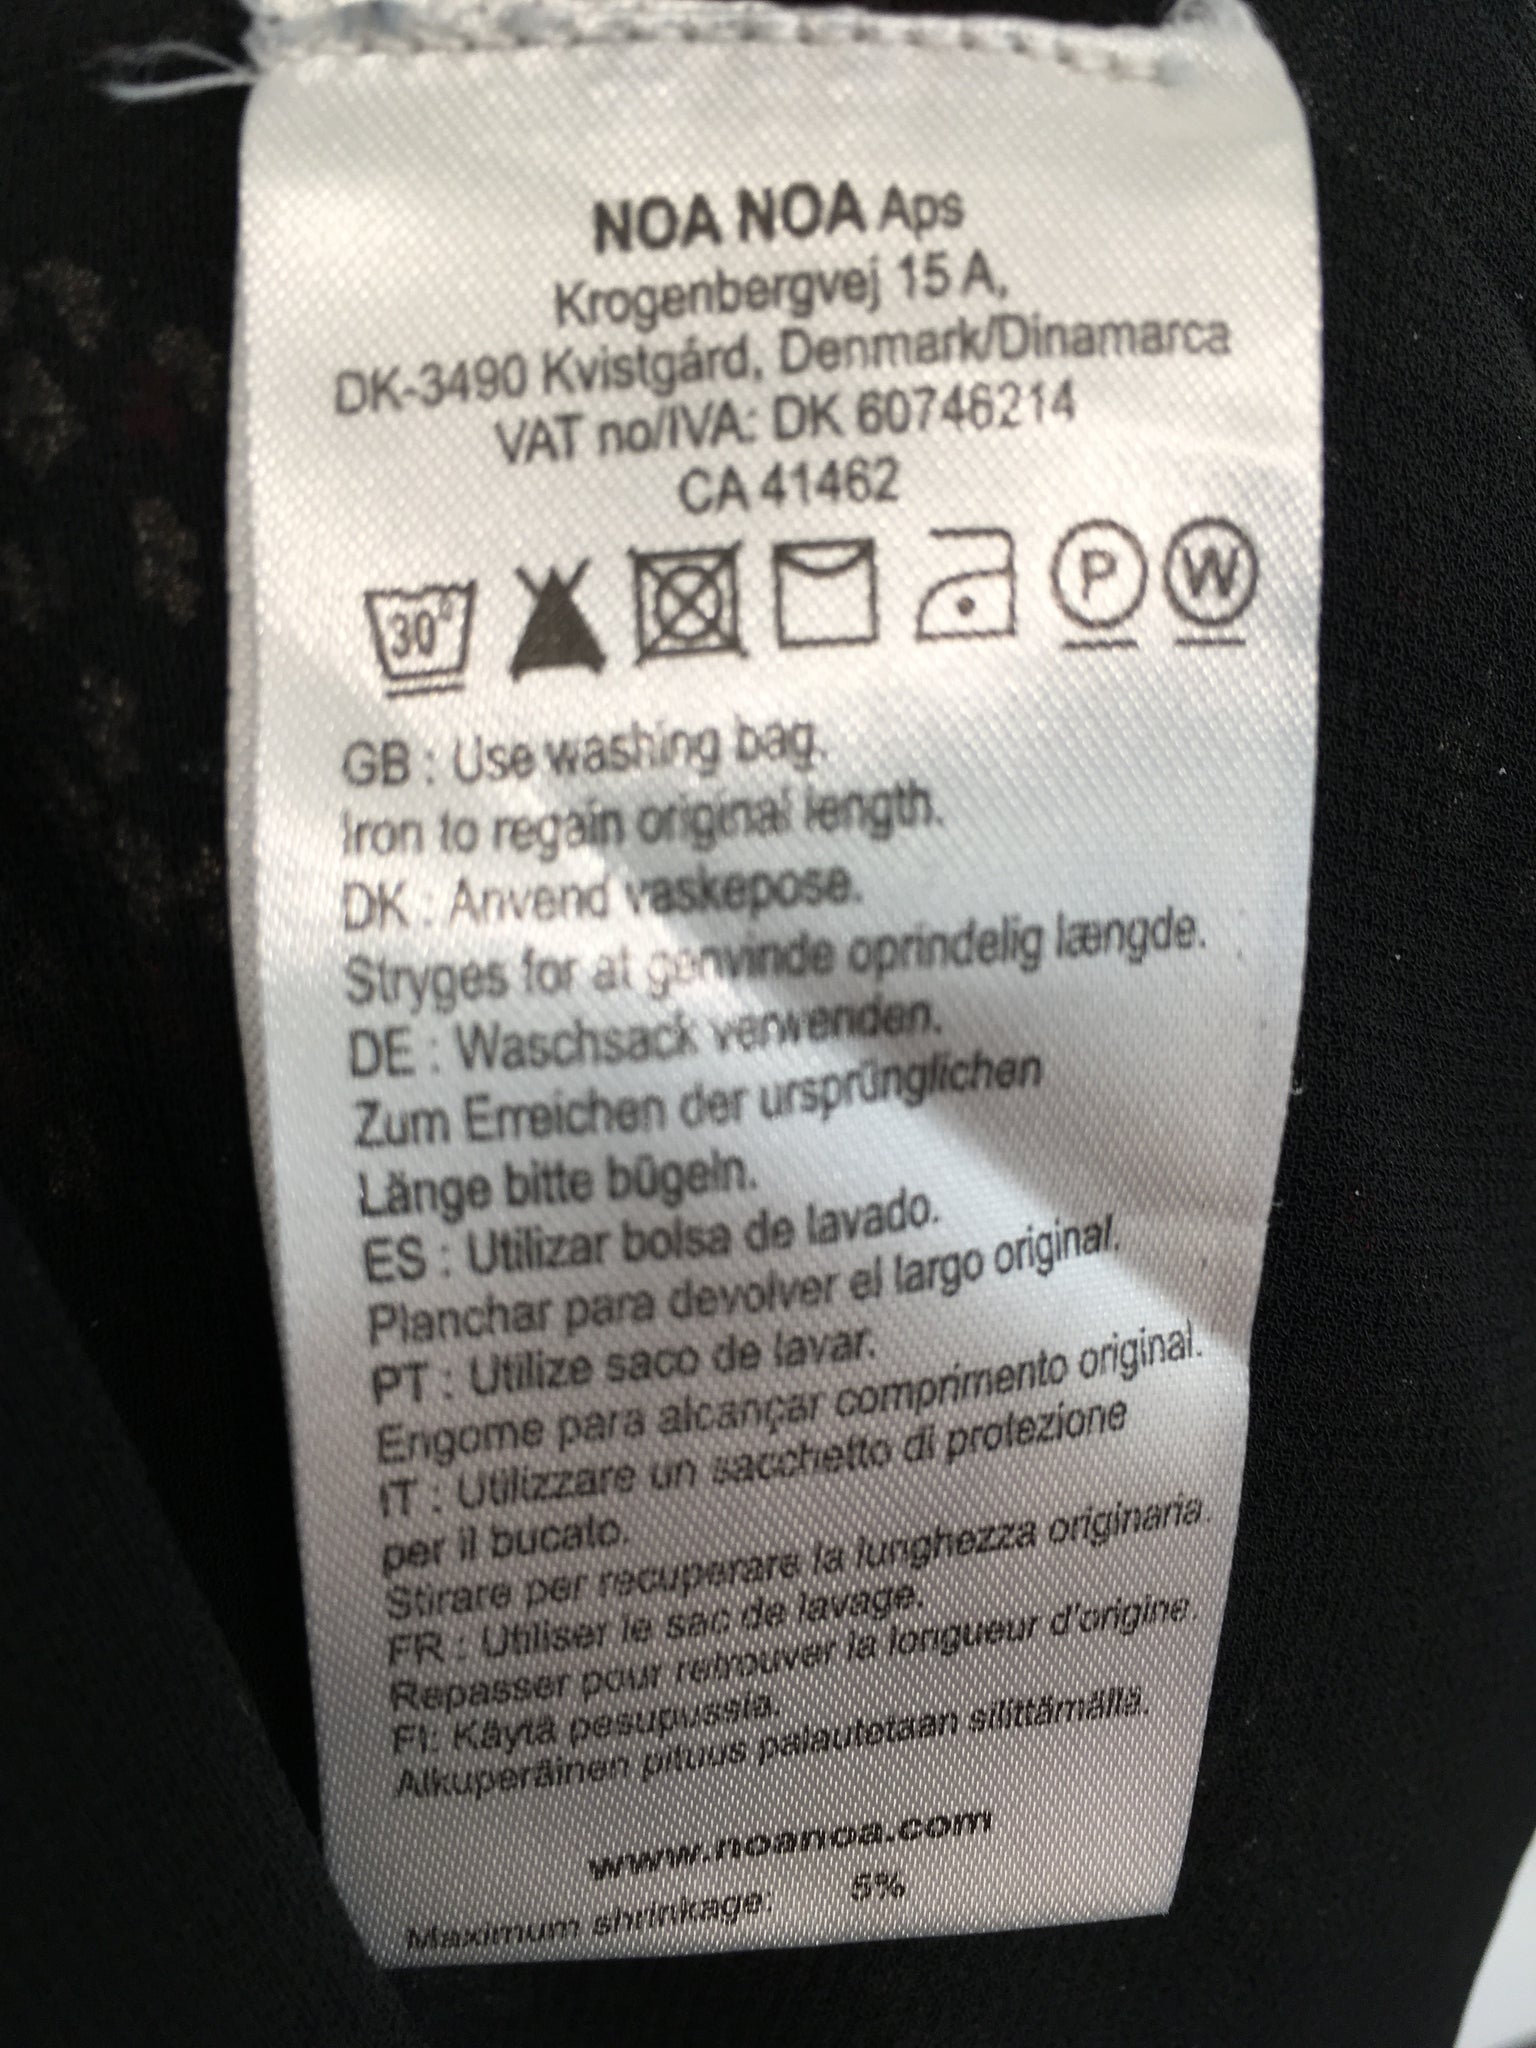 NOA NOA Aps
Krogenbergvej 15 A,
DK-3490 Kvistgárd, Denmark/Dinamarca
VAT no/IVA: DK 60746214
CA 41462
30° P W
GB : Use washing bag.
Iron to regain original length.
DK : Anvend vaskepose.
Stryges for at genvinde oprindelig længde.
DE : Waschsack verwenden.
Zum Erreichen der ursprünglichen
Länge bitte bügeln.
ES : Utilizar bolsa de lavado.
Planchar para devolver el largo original.
PT : Utilize saco de lavar.
Engome para alcançar comprimento original.
IT : Utilizzare un sacchetto di protezione
per il bucato.
Stirare per recuperare la lunghezza originaria.
FR : Utiliser le sac de lavage.
Repasser pour retrouver la longueur d'origine.
FI: Käytä pesupussia.
Alkuperäinen pituus palautetaan silittämällä.
www.noanoa.com
Maximum shrinkage: 5%